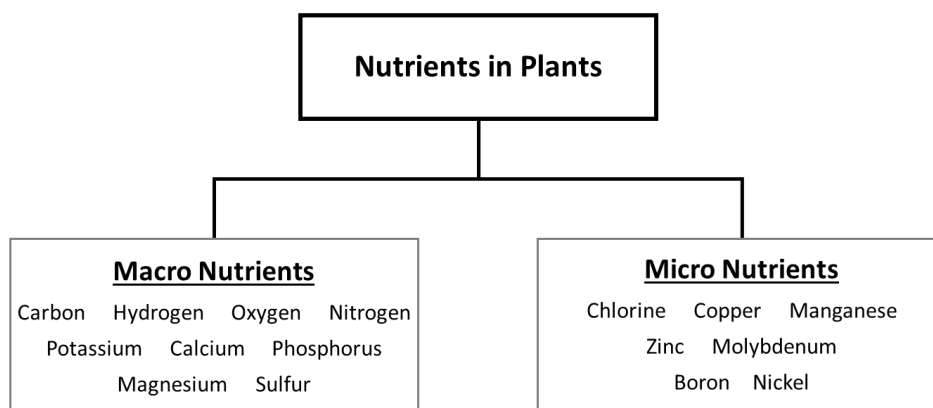 Nutrients in Plants
Macro Nutrients
Carbon Hydrogen Oxygen Nitrogen
Potassium Calcium Phosphorus
Magnesium Sulfur
Micro Nutrients
Chlorine Copper Manganese
Zinc Molybdenum
Boron Nickel